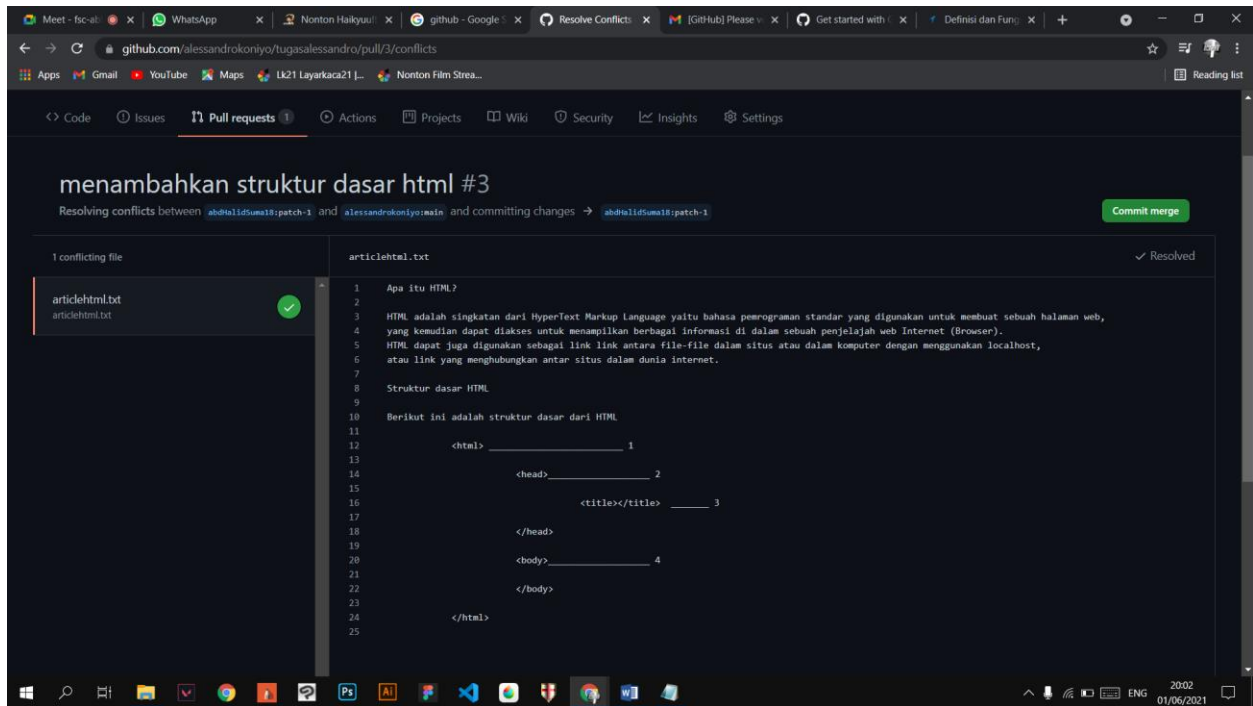 Meet - fsc-ab
WhatsApp
Nonton Haikyuu!
github - Google S
Resolve Conflicts
[GitHub] Please v
Get started with
Definisi dan Fung
github.com/alessandrokoniyo/tugasalessandro/pull/3/conflicts
Apps Gmail YouTube Maps Lk21 Layarkaca21 |... Nonton Film Strea... Reading list
<> Code Issues Pull requests 1 Actions Projects Wiki Security Insights Settings
menambahkan struktur dasar html #3
Resolving conflicts between abdHalidSuma18:patch-1 and alessandrokoniyo:main and committing changes → abdHalidSuma18:patch-1
Commit merge
1 conflicting file
articlehtml.txt
articlehtml.txt
articlehtml.txt
Resolved
1 Apa itu HTML?
2
3 HTML adalah singkatan dari HyperText Markup Language yaitu bahasa pemrograman standar yang digunakan untuk membuat sebuah halaman web,
4 yang kemudian dapat diakses untuk menampilkan berbagai informasi di dalam sebuah penjelajah web Internet (Browser).
5 HTML dapat juga digunakan sebagai link link antara file-file dalam situs atau dalam komputer dengan menggunakan localhost,
6 atau link yang menghubungkan antar situs dalam dunia internet.
7
8 Struktur dasar HTML
9
10 Berikut ini adalah struktur dasar dari HTML
11
12 <html> _________________________ 1
13
14 <head>___________________ 2
15
16 <title></title> _______ 3
17
18 </head>
19
20 <body>___________________ 4
21
22 </body>
23
24 </html>
25
Ps Ai
ENG
20:02
01/06/2021